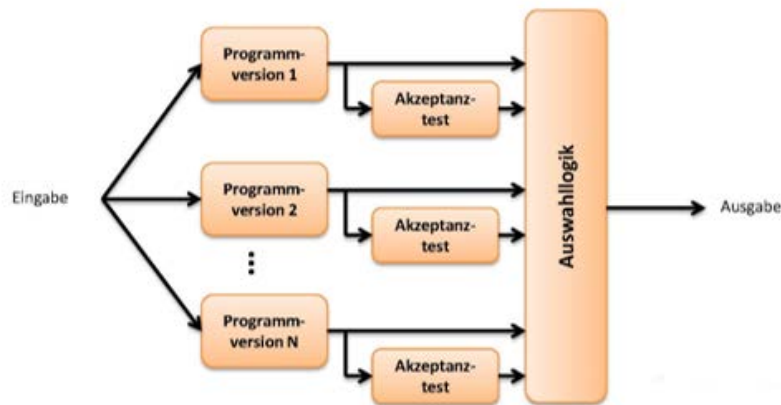 Programm-
version 1
Akzeptanz-
test
Eingabe
Programm-
version 2
Akzeptanz-
test
Programm-
version N
Akzeptanz-
test
Auswahllogik
Ausgabe